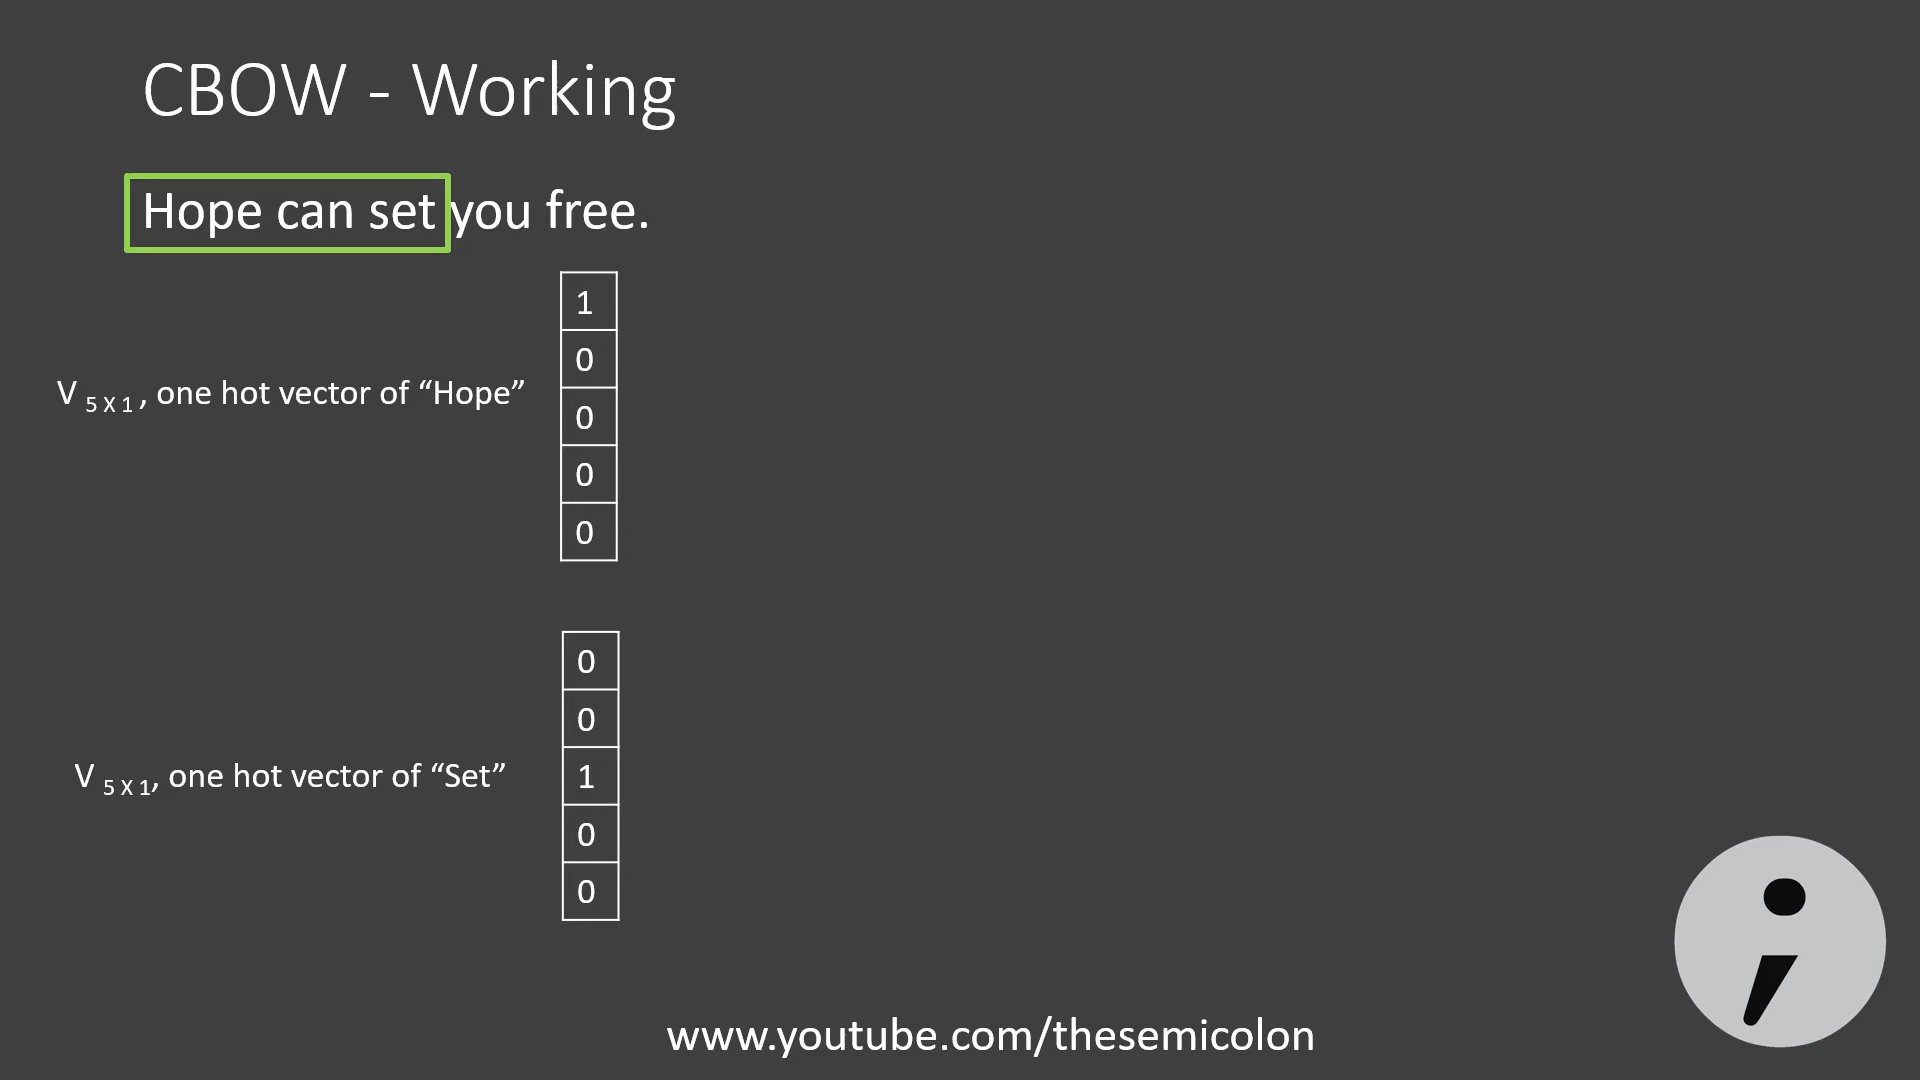 CBOW - Working
Hope can set you free.
1
0
V 5 X 1 , one hot vector of “Hope”
0
0
0
0
0
V 5 X 1, one hot vector of “Set”
1
0
0
www.youtube.com/thesemicolon